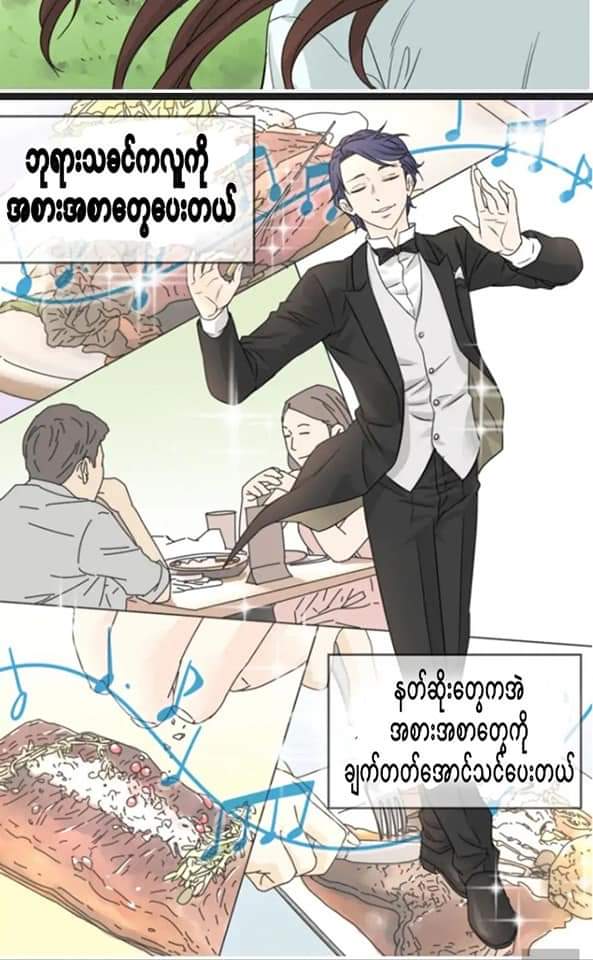 ဘုရားသခင်ကလူကို
အစားအစာတွေပေးတယ်
နတ်ဆိုးတွေကအဲ
အစားအစာတွေကို
ချက်တတ်အောင်သင်ပေးတယ်